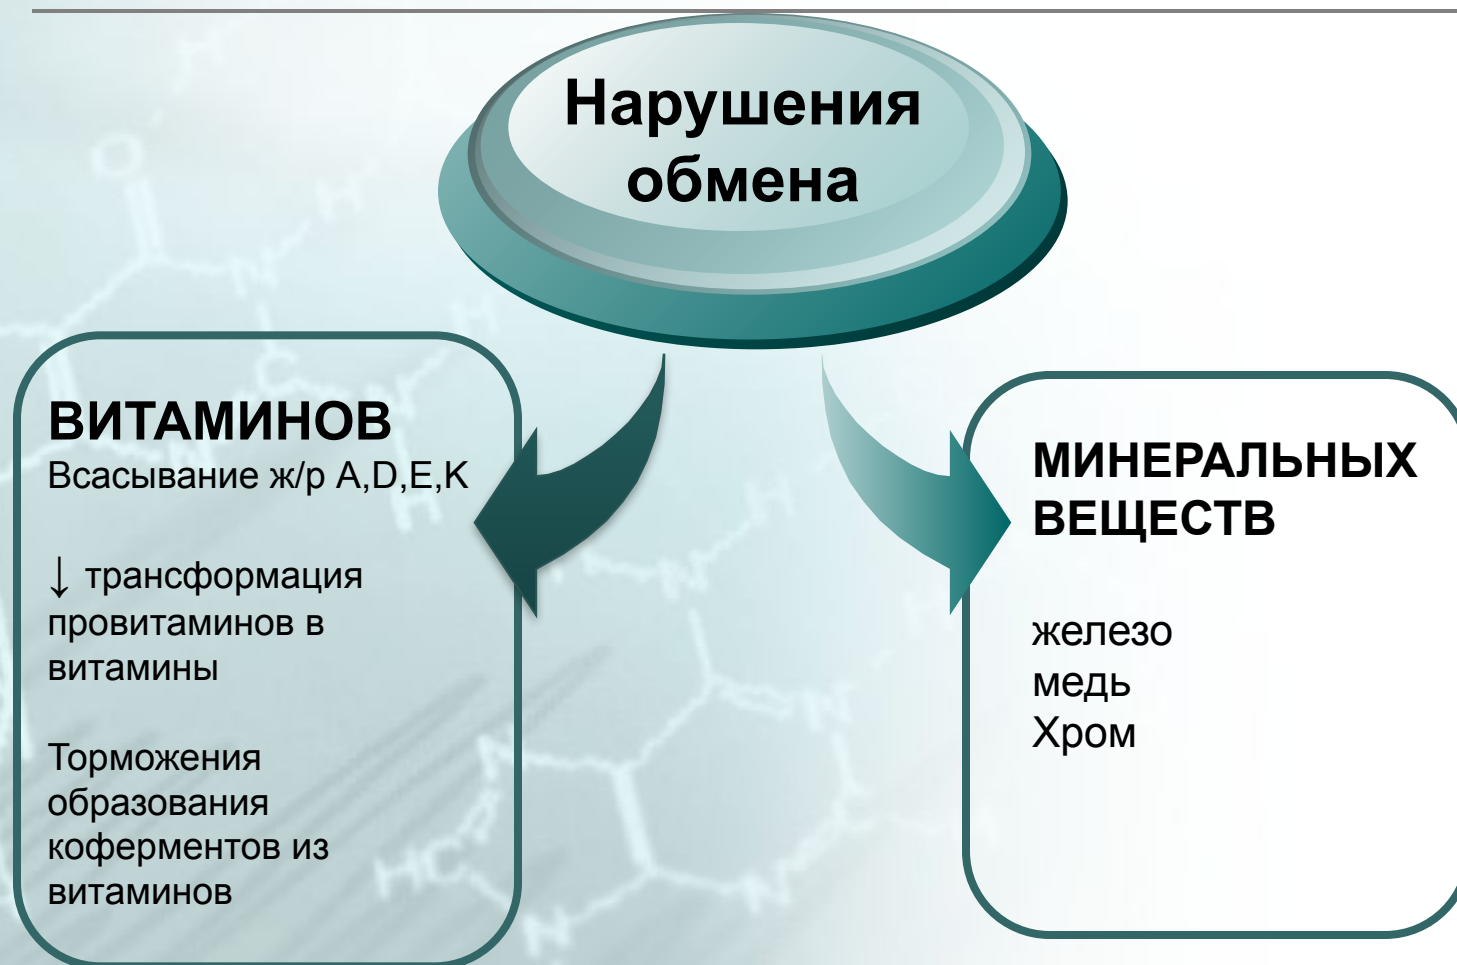 Нарушения
обмена
ВИТАМИНОВ
Всасывание ж/р A,D,E,K
↓ трансформация
провитаминов в
витамины
Торможения
образования
коферментов из
витаминов
МИНЕРАЛЬНЫХ
ВЕЩЕСТВ
железо
медь
Хром